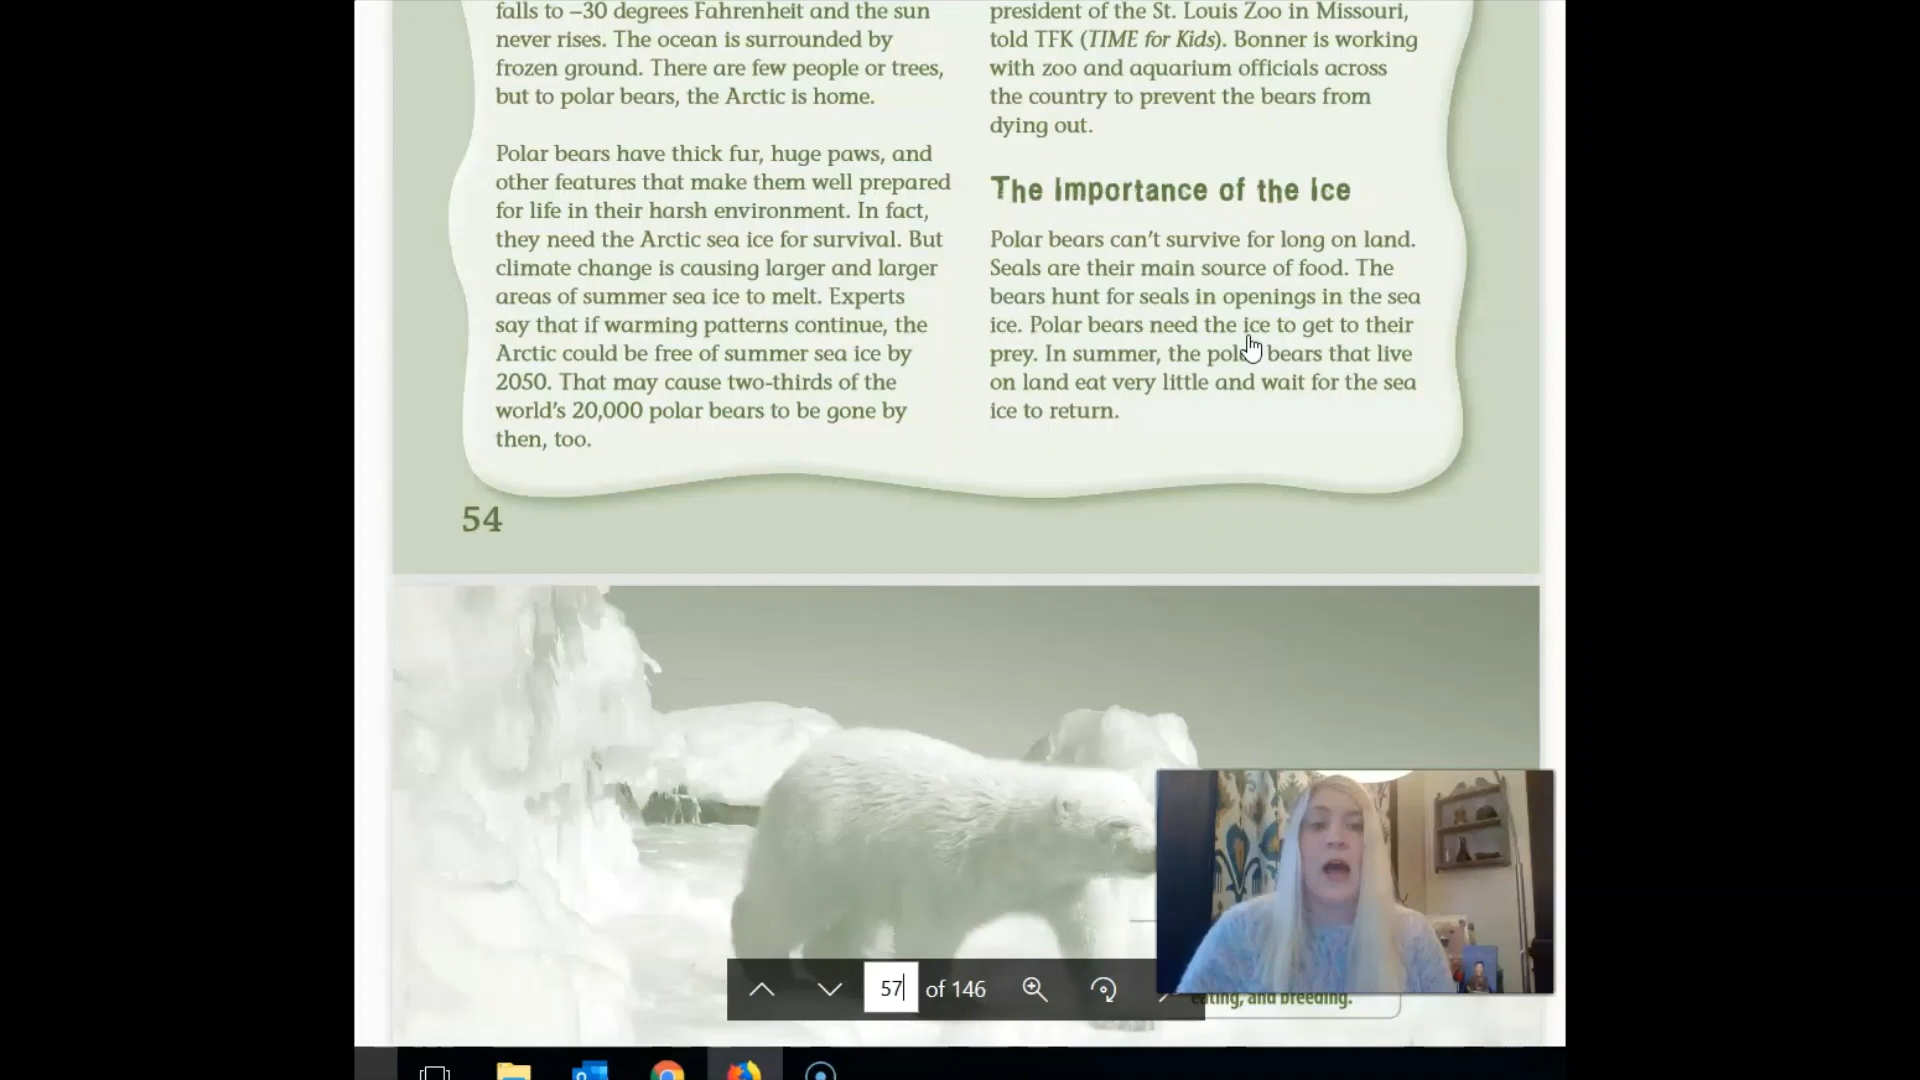 falls to –30 degrees Fahrenheit and the sun
never rises. The ocean is surrounded by
frozen ground. There are few people or trees,
but to polar bears, the Arctic is home.
Polar bears have thick fur, huge paws, and
other features that make them well prepared
for life in their harsh environment. In fact,
they need the Arctic sea ice for survival. But
climate change is causing larger and larger
areas of summer sea ice to melt. Experts
say that if warming patterns continue, the
Arctic could be free of summer sea ice by
2050. That may cause two-thirds of the
world's 20,000 polar bears to be gone by
then, too.
president of the St. Louis Zoo in Missouri,
told TFK (TIME for Kids). Bonner is working
with zoo and aquarium officials across
the country to prevent the bears from
dying out.
The Importance of the Ice
Polar bears can't survive for long on land.
Seals are their main source of food. The
bears hunt for seals in openings in the sea
ice. Polar bears need the ice to get to their
prey. In summer, the polar bears that live
on land eat very little and wait for the sea
ice to return.
54
57 of 146
eating, and breeding.